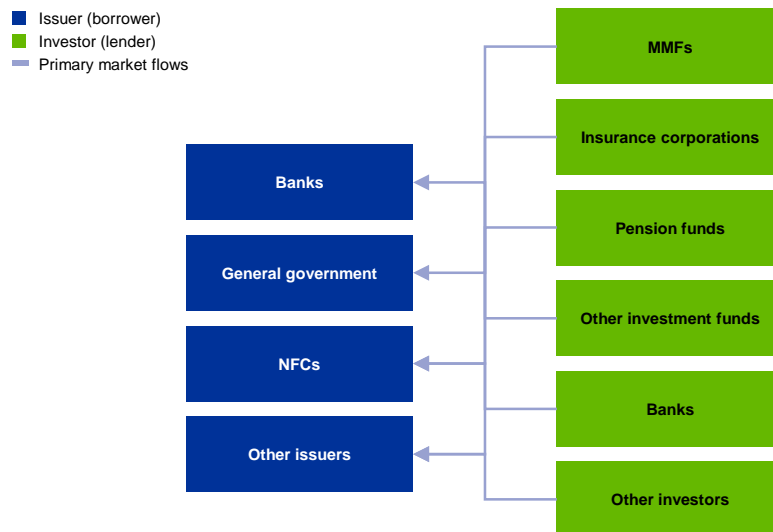 Issuer (borrower)
Investor (lender)
Primary market flows
Banks
General government
NFCs
Other issuers
MMFs
Insurance corporations
Pension funds
Other investment funds
Banks
Other investors